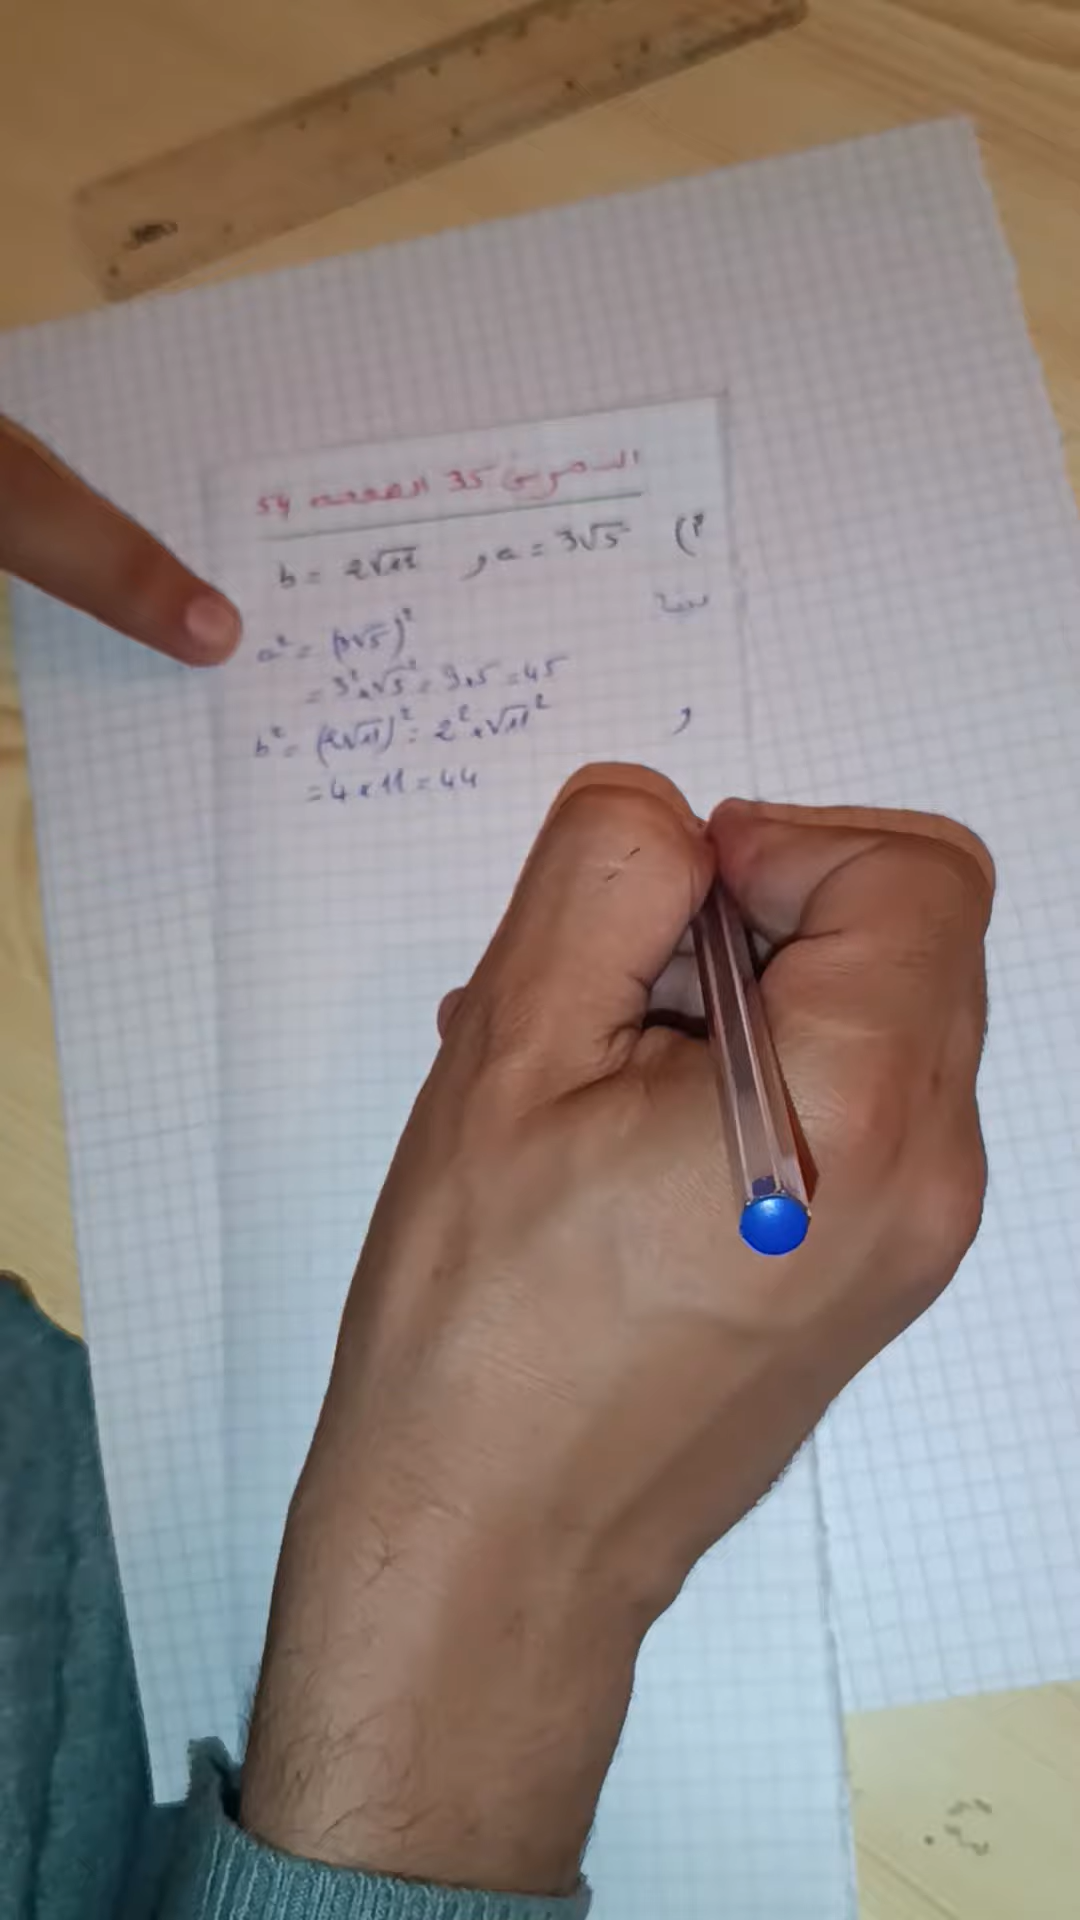 التمرين 35 الصفحة 54
أ) a = 3√5 و b = 2√11
لدينا
a² = (3√5)²
= 3² × √5² = 9 × 5 = 45
و b² = (2√11)² = 2² × √11²
= 4 × 11 = 44